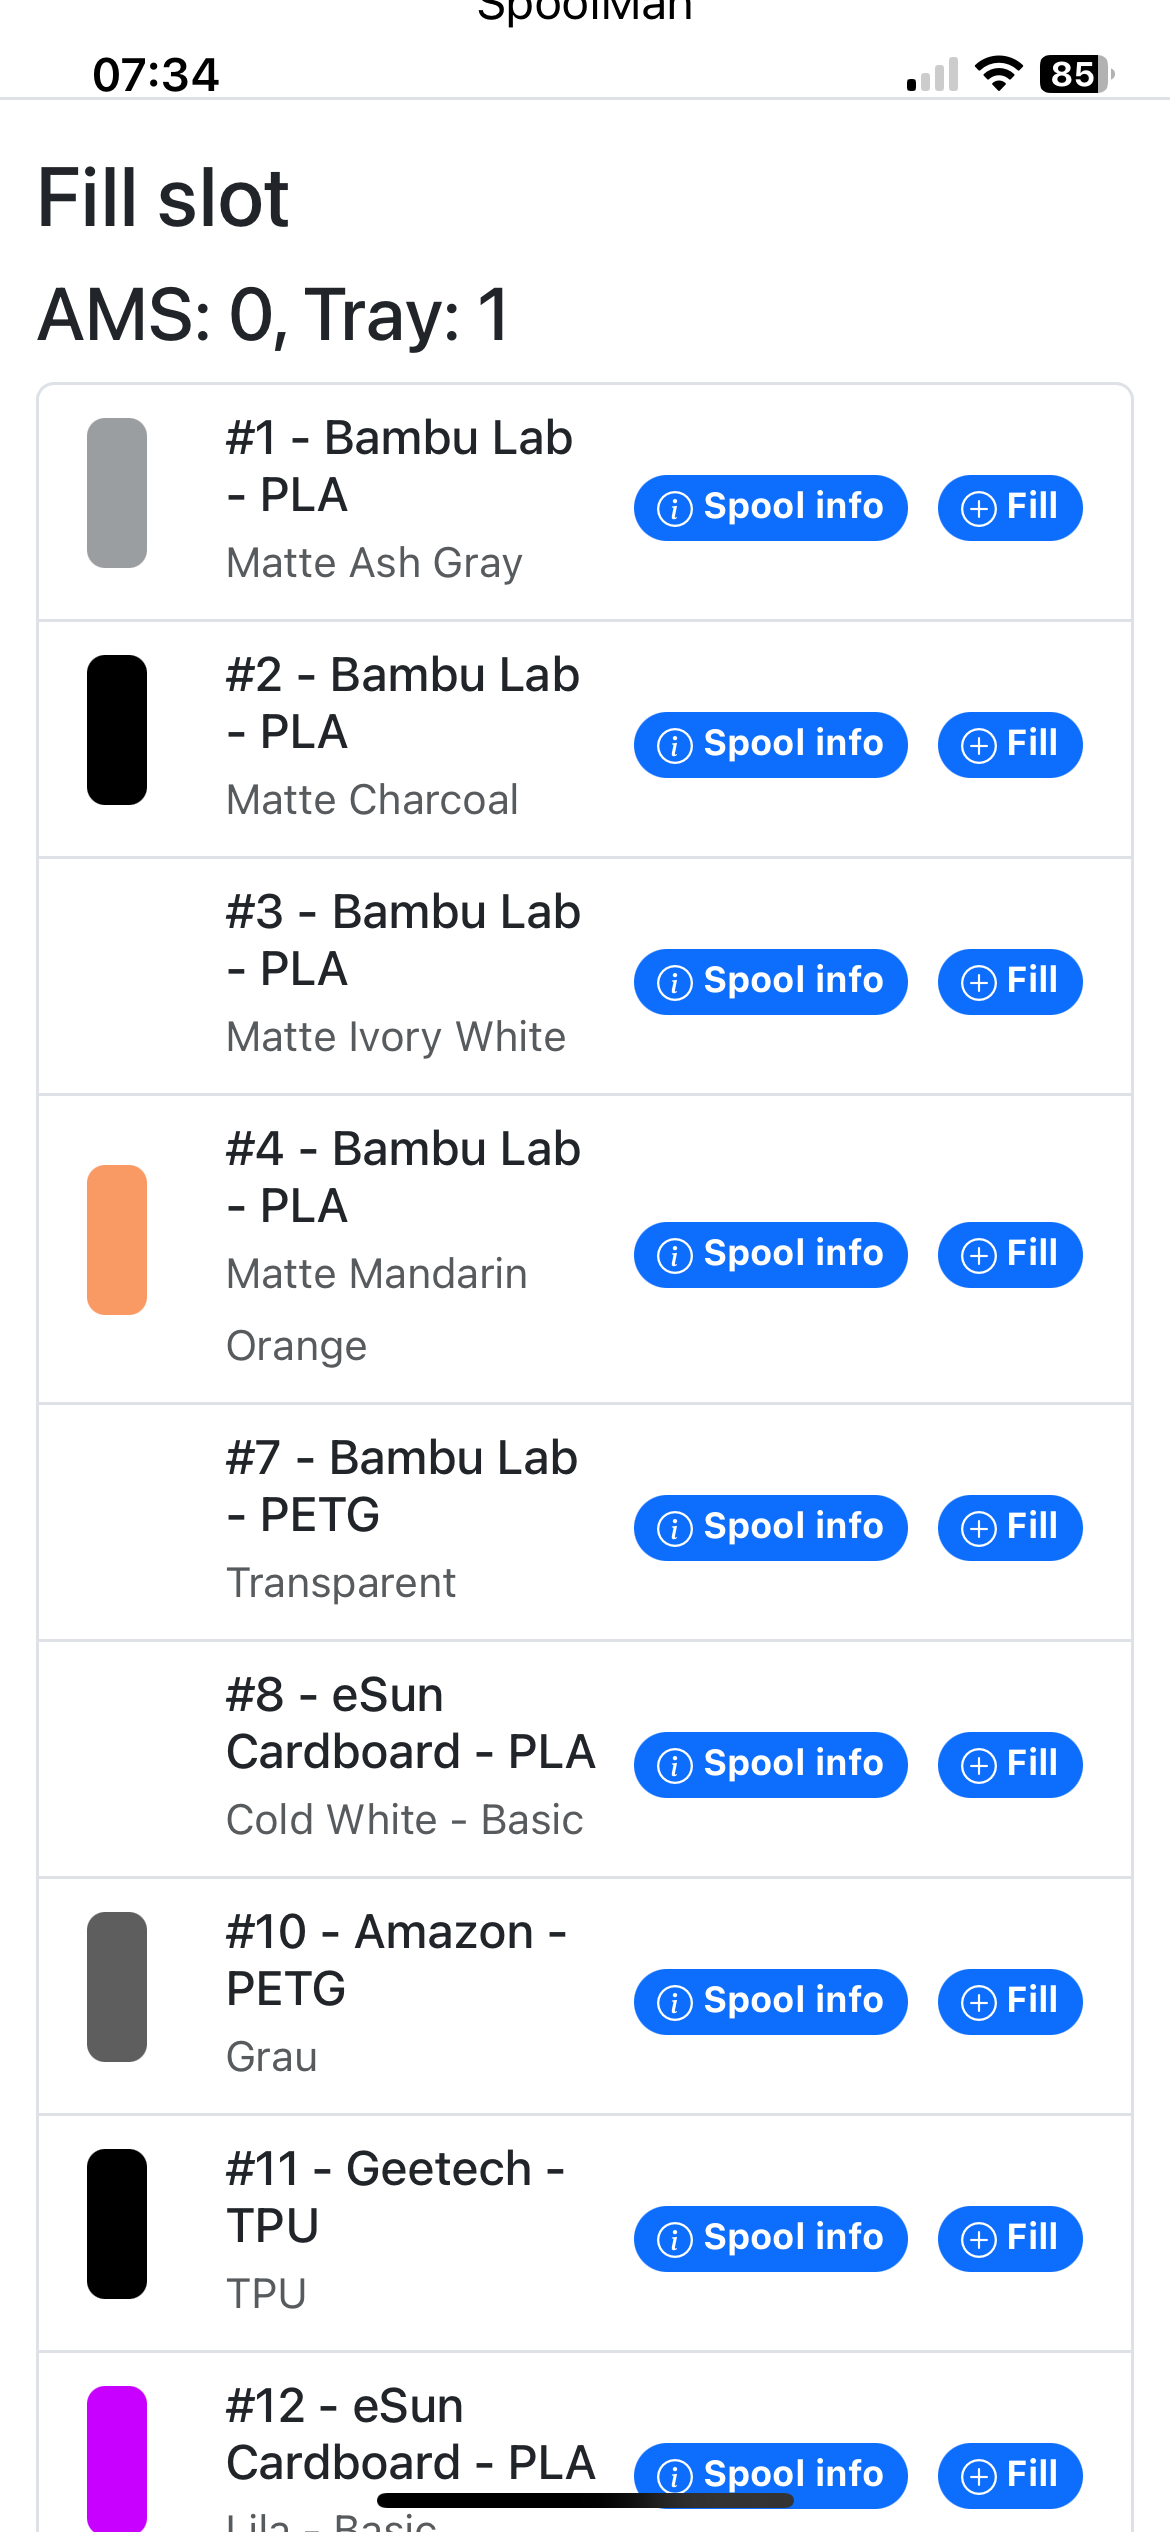 SpoolMan
07:34
85
Fill slot
AMS: 0, Tray: 1
#1 - Bambu Lab
- PLA
Matte Ash Gray
Spool info
Fill
#2 - Bambu Lab
- PLA
Matte Charcoal
Spool info
Fill
#3 - Bambu Lab
- PLA
Matte Ivory White
Spool info
Fill
#4 - Bambu Lab
- PLA
Matte Mandarin
Orange
Spool info
Fill
#7 - Bambu Lab
- PETG
Transparent
Spool info
Fill
#8 - eSun
Cardboard - PLA
Cold White - Basic
Spool info
Fill
#10 - Amazon -
PETG
Grau
Spool info
Fill
#11 - Geetech -
TPU
TPU
Spool info
Fill
#12 - eSun
Cardboard - PLA
Lila - Basic
Spool info
Fill